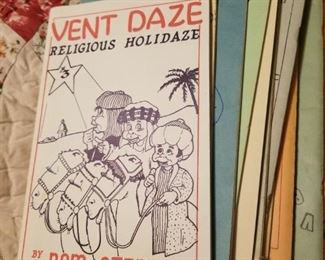 VENT DAZE
RELIGIOUS HOLIDAZE
#3
BY